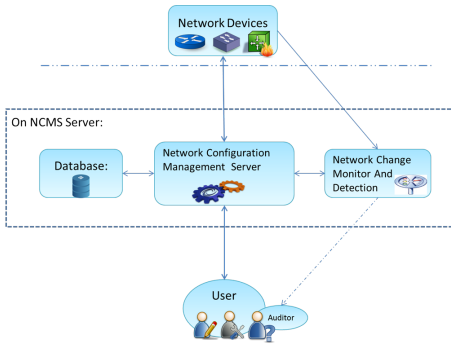 Network Devices
On NCMS Server:
Database:
Network Configuration
Management Server
Network Change
Monitor And
Detection
User
Auditor